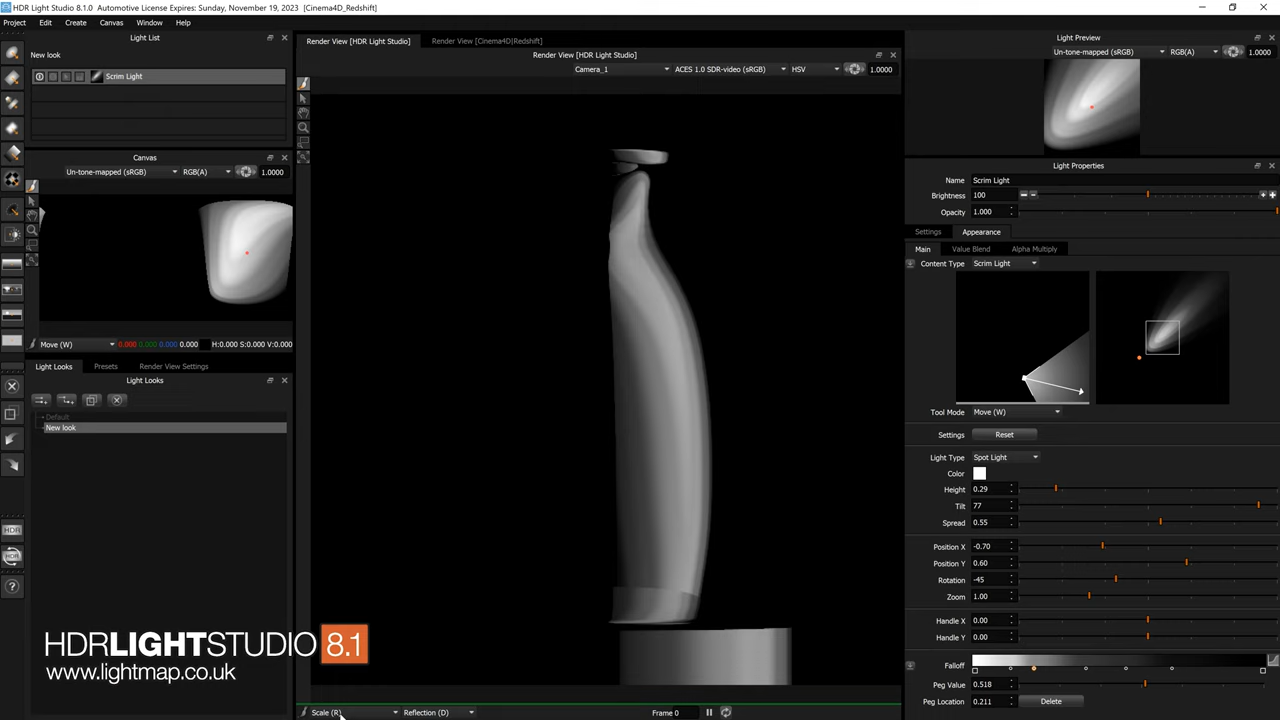 HDR Light Studio 8.1.0 Automotive License Expires: Sunday, November 19, 2023 [Cinema4D_Redshift]
Project Edit Create Canvas Window Help
Light List
New look
Scrim Light
Canvas
Un-tone-mapped (sRGB) RGB(A) 1.0000
Move (W) 0.000 0.000 0.000 0.000 H:0.000 S:0.000 V:0.000
Light Looks Presets Render View Settings
Light Looks
Default
New look
HDR
HDR
HDRLIGHTSTUDIO 8.1
www.lightmap.co.uk
Render View [HDR Light Studio] Render View [Cinema4D|Redshift]
Render View [HDR Light Studio]
Camera_1 ACES 1.0 SDR-video (sRGB) HSV 1.0000
Scale (R) Reflection (D) Frame 0
Light Preview
Un-tone-mapped (sRGB) RGB(A) 1.0000
Light Properties
Name Scrim Light
Brightness 100
Opacity 1.000
Settings Appearance
Main Value Blend Alpha Multiply
Content Type Scrim Light
Tool Mode Move (W)
Settings Reset
Light Type Spot Light
Color
Height 0.29
Tilt 77
Spread 0.55
Position X -0.70
Position Y 0.60
Rotation -45
Zoom 1.00
Handle X 0.00
Handle Y 0.00
Falloff
Peg Value 0.518
Peg Location 0.211 Delete